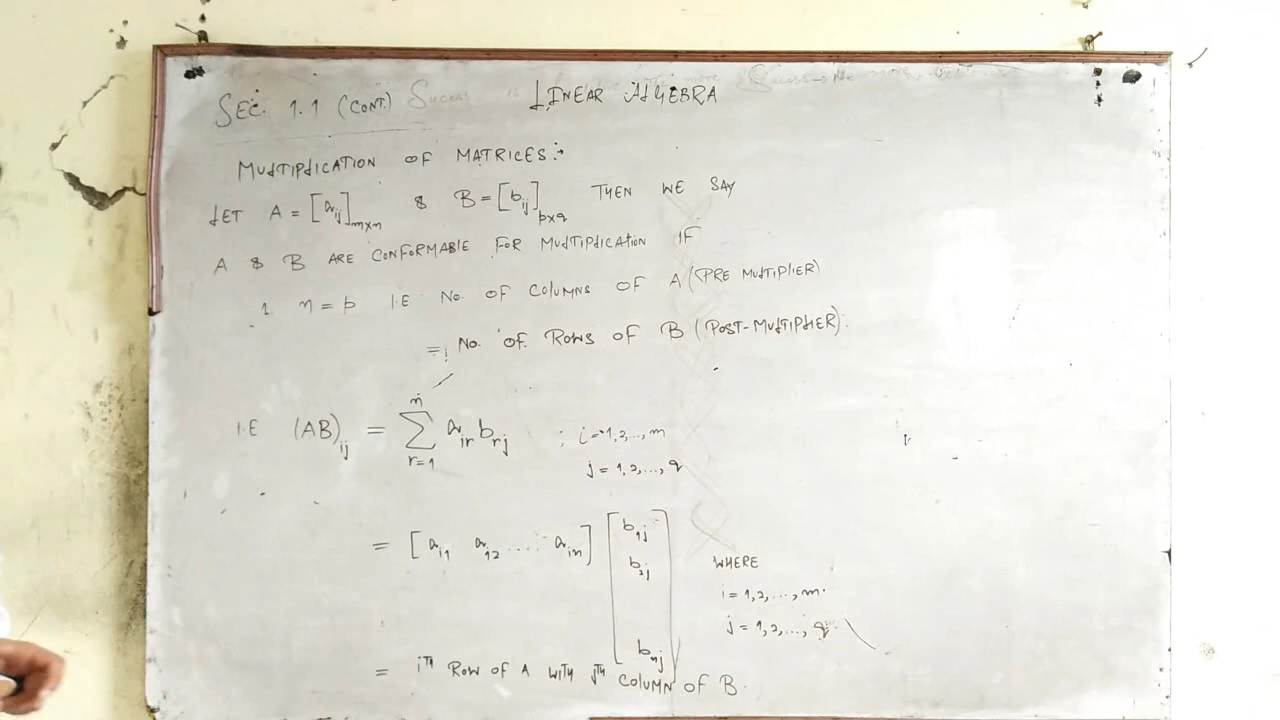 SEC. 1.1 (CONT.) LINEAR ALGEBRA
MULTIPLICATION OF MATRICES:-
LET A = [aij]m×n & B = [bij]p×q THEN WE SAY
A & B ARE CONFORMABLE FOR MULTIPLICATION IF
1 n = p I.E No. OF COLUMNS OF A (PRE MULTIPLIER)
= No. OF ROWS OF B (POST-MULTIPLIER).
I.E (AB)ij = ∑_{r=1}^{n} air brj ; i = 1,2,...,m
j = 1,2,...,q
= [ai1 ai2 .... ain] [b1j b2j bnj] WHERE
i = 1,2,...,m.
j = 1,2,...,q.
= iTH ROW OF A WITH jTH COLUMN OF B.